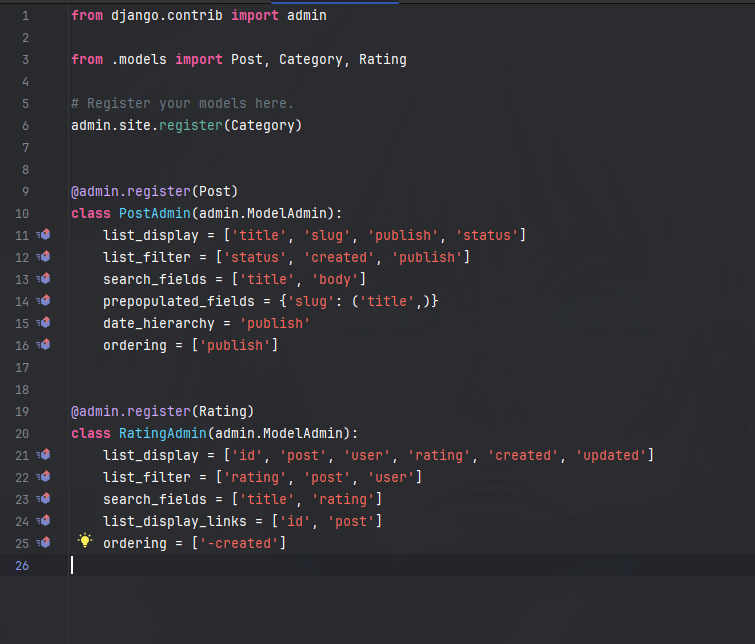 1 from django.contrib import admin
2
3 from .models import Post, Category, Rating
4
5 # Register your models here.
6 admin.site.register(Category)
7
8
9 @admin.register(Post)
10 class PostAdmin(admin.ModelAdmin):
11     list_display = ['title', 'slug', 'publish', 'status']
12     list_filter = ['status', 'created', 'publish']
13     search_fields = ['title', 'body']
14     prepopulated_fields = {'slug': ('title',)}
15     date_hierarchy = 'publish'
16     ordering = ['publish']
17
18
19 @admin.register(Rating)
20 class RatingAdmin(admin.ModelAdmin):
21     list_display = ['id', 'post', 'user', 'rating', 'created', 'updated']
22     list_filter = ['rating', 'post', 'user']
23     search_fields = ['title', 'rating']
24     list_display_links = ['id', 'post']
25     ordering = ['-created']
26